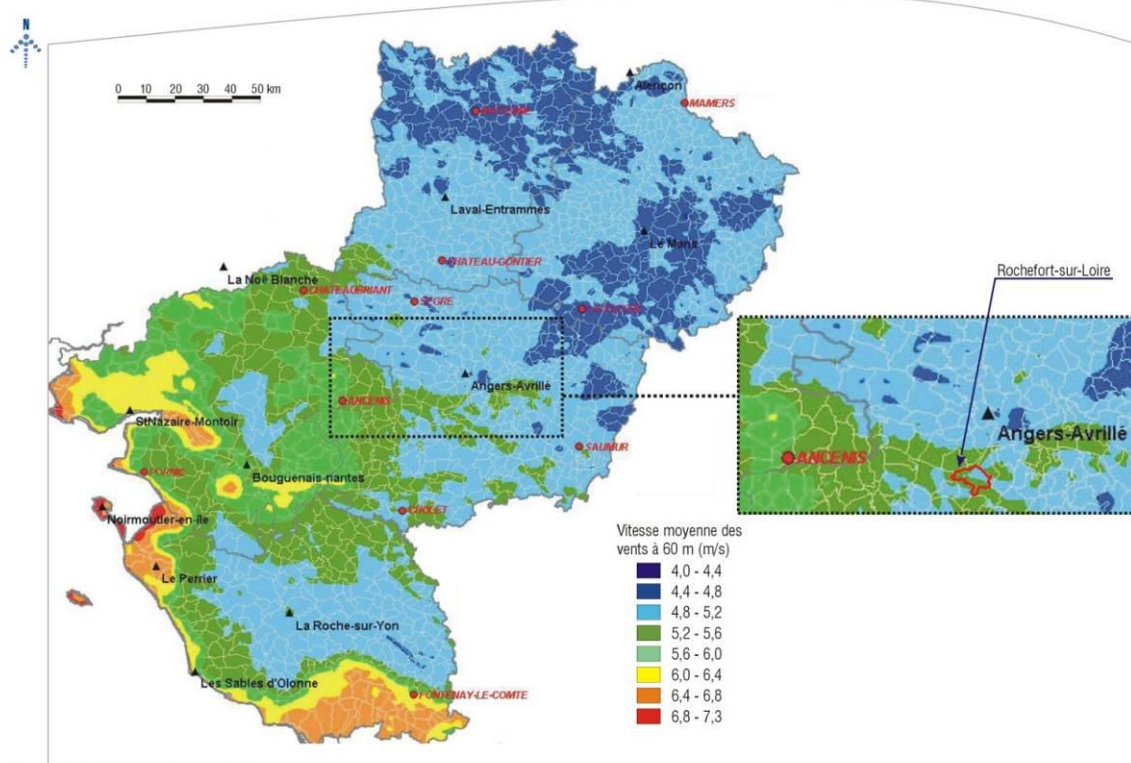 N
0 10 20 30 40 50 km
Alençon
MAMERS
MAYENNE
Laval-Entrammes
Le Mans
CHATEAU-GONTIER
La Noë Blanche
CHATEAUBRIANT
SEGRE
LA FLECHE
Rochefort-sur-Loire
Angers-Avrillé
ANCENIS
StNazaire-Montoir
SAUMUR
PORNIC
Bouguenais-nantes
Noirmoutier-en-île
CHOLET
Le Perrier
La Roche-sur-Yon
Les Sables d'Olonne
FONTENAY-LE-COMTE
Angers-Avrillé
ANCENIS
Vitesse moyenne des
vents à 60 m (m/s)
4,0 - 4,4
4,4 - 4,8
4,8 - 5,2
5,2 - 5,6
5,6 - 6,0
6,0 - 6,4
6,4 - 6,8
6,8 - 7,3